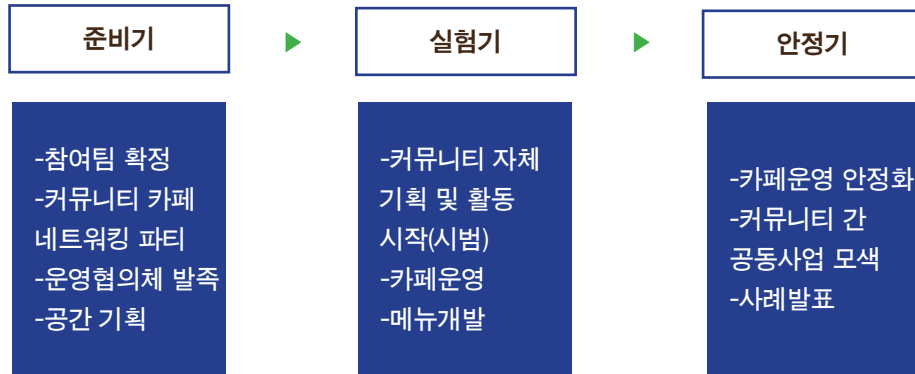 준비기
실험기
안정기
-참여팀 확정
-커뮤니티 카페
네트워킹 파티
-운영협의체 발족
-공간 기획
-커뮤니티 자체
기획 및 활동
시작(시범)
-카페운영
-메뉴개발
-카페운영 안정화
-커뮤니티 간
공동사업 모색
-사례발표